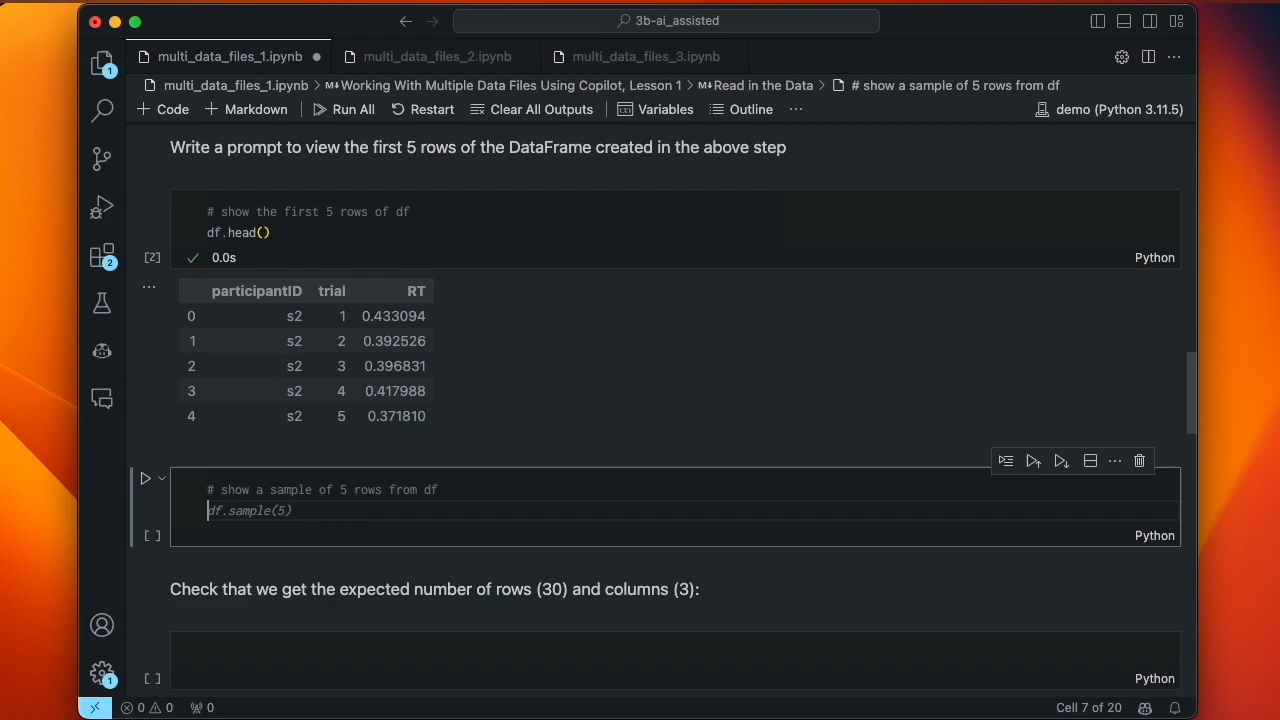 3b-ai_assisted
multi_data_files_1.ipynb
multi_data_files_2.ipynb
multi_data_files_3.ipynb
multi_data_files_1.ipynb > M↓Working With Multiple Data Files Using Copilot, Lesson 1 > M↓Read in the Data > # show a sample of 5 rows from df
+ Code + Markdown Run All Restart Clear All Outputs Variables Outline ··· demo (Python 3.11.5)
Write a prompt to view the first 5 rows of the DataFrame created in the above step
# show the first 5 rows of df
df.head()
[2] ✓ 0.0s Python
participantID trial RT
0 s2 1 0.433094
1 s2 2 0.392526
2 s2 3 0.396831
3 s2 4 0.417988
4 s2 5 0.371810
# show a sample of 5 rows from df
df.sample(5)
[ ] Python
Check that we get the expected number of rows (30) and columns (3):
[ ] Python
1
2
1
0 0 0 Cell 7 of 20